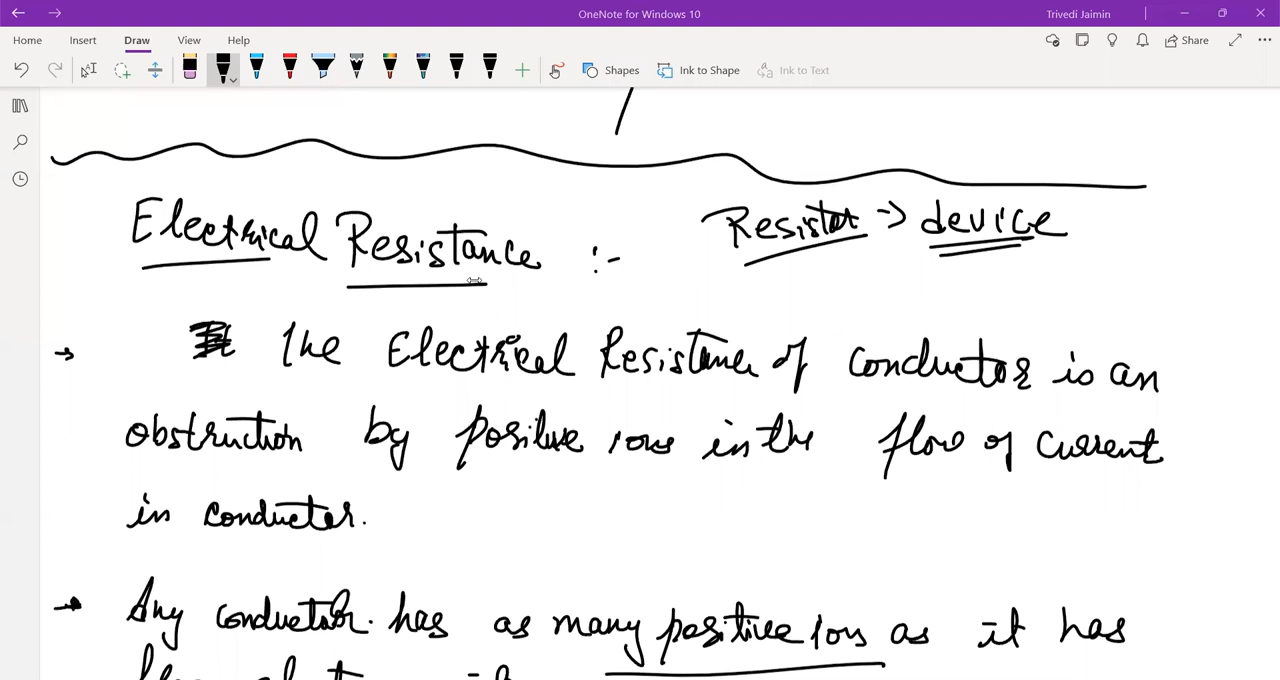 OneNote for Windows 10
Trivedi Jaimin
Home Insert Draw View Help
Share
Shapes Ink to Shape Ink to Text
Electrical Resistance :- Resistor -> device
→ The Electrical Resistance of conductor is an
obstruction by positive ions in the flow of current
in conductor.
→ Any conductor has as many positive ions as it has